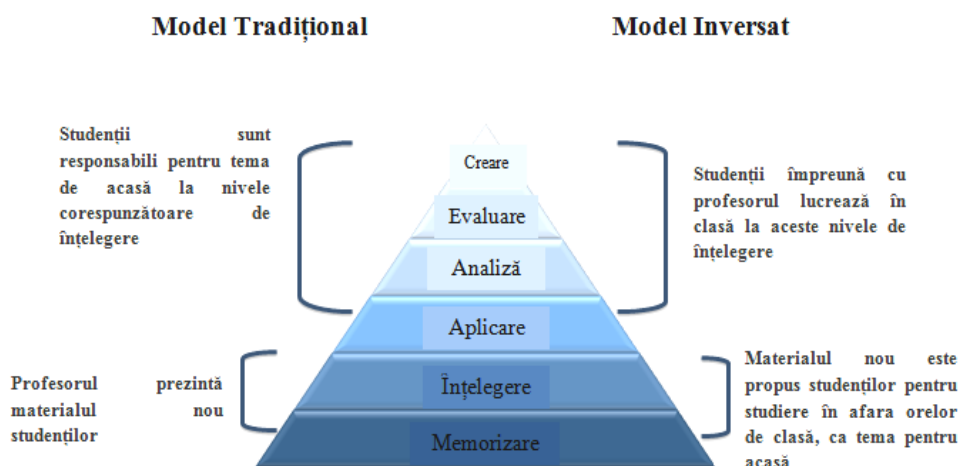 Model Tradițional
Model Inversat
Studenții sunt
responsabili pentru tema
de acasă la nivele
corespunzătoare de
înțelegere
Creare
Evaluare
Analiză
Aplicare
Înțelegere
Memorizare
Studenții împreună cu
profesorul lucrează în
clasă la aceste nivele de
înțelegere
Profesorul prezintă
materialul nou
studenților
Materialul nou este
propus studenților pentru
studiere în afara orelor
de clasă, ca tema pentru
acasă